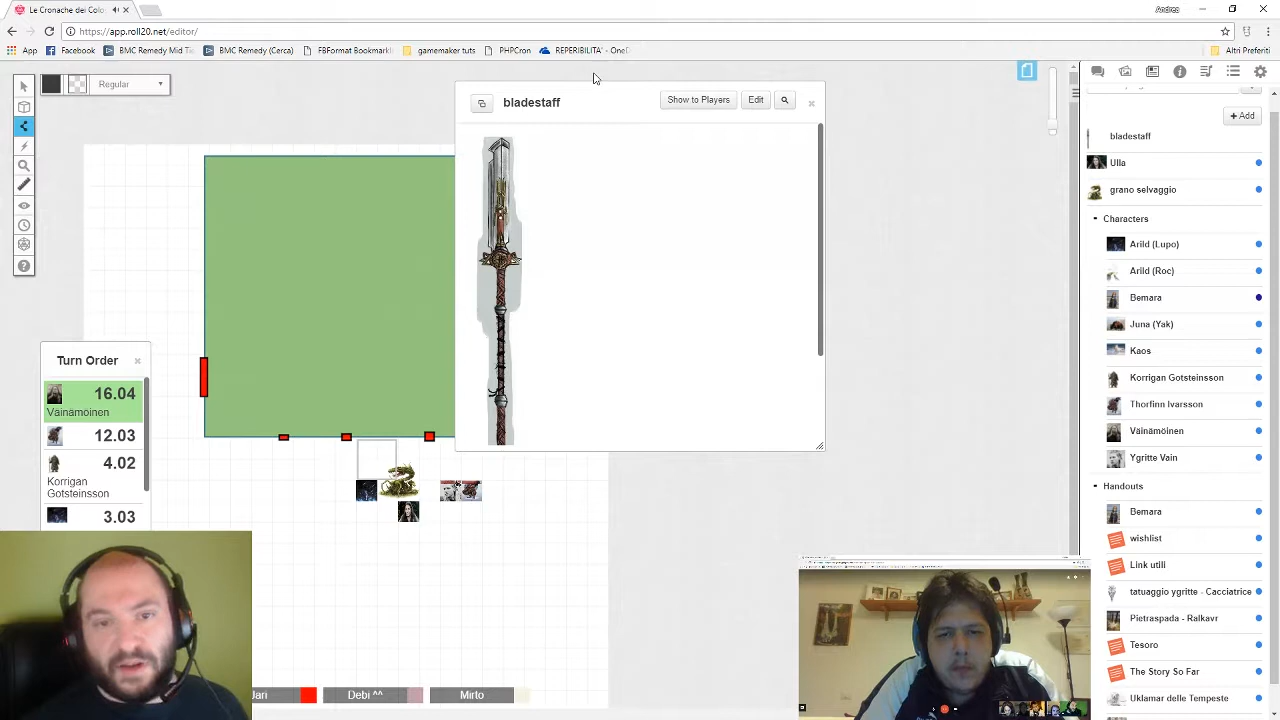 Le Cronache dei Colo
Andrea
https://app.roll20.net/editor/
App
Facebook
BMC Remedy Mid Tie
BMC Remedy (Cerca)
FBFormat Bookmarkl
gamemaker tuts
PHPCron
REPERIBILITA' - OneD
Altri Preferiti
Regular
bladestaff
Show to Players
Edit
+ Add
bladestaff
Ulla
grano selvaggio
Characters
Arild (Lupo)
Arild (Roc)
Bemara
Juna (Yak)
Kaos
Korrigan Gotsteinsson
Thorfinn Ivarsson
Väinämöinen
Ygritte Vain
Handouts
Bemara
wishlist
Link utili
tatuaggio ygritte - Cacciatrice
Pietraspada - Ralkavr
Tesoro
The Story So Far
Uklamar delle Tempeste
Turn Order
16.04
Väinämöinen
12.03
4.02
Korrigan
Gotsteinsson
3.03
Jari
Debi ^^
Mirto